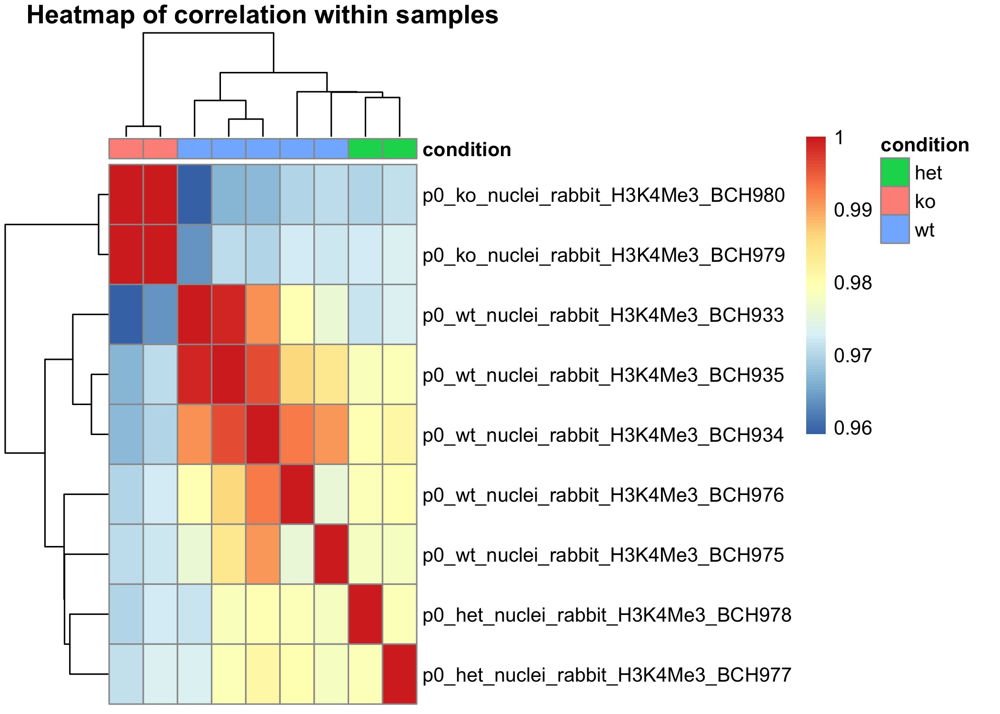 Heatmap of correlation within samples
condition
p0_ko_nuclei_rabbit_H3K4Me3_BCH980
p0_ko_nuclei_rabbit_H3K4Me3_BCH979
p0_wt_nuclei_rabbit_H3K4Me3_BCH933
p0_wt_nuclei_rabbit_H3K4Me3_BCH935
p0_wt_nuclei_rabbit_H3K4Me3_BCH934
p0_wt_nuclei_rabbit_H3K4Me3_BCH976
p0_wt_nuclei_rabbit_H3K4Me3_BCH975
p0_het_nuclei_rabbit_H3K4Me3_BCH978
p0_het_nuclei_rabbit_H3K4Me3_BCH977
1
0.99
0.98
0.97
0.96
condition
het
ko
wt